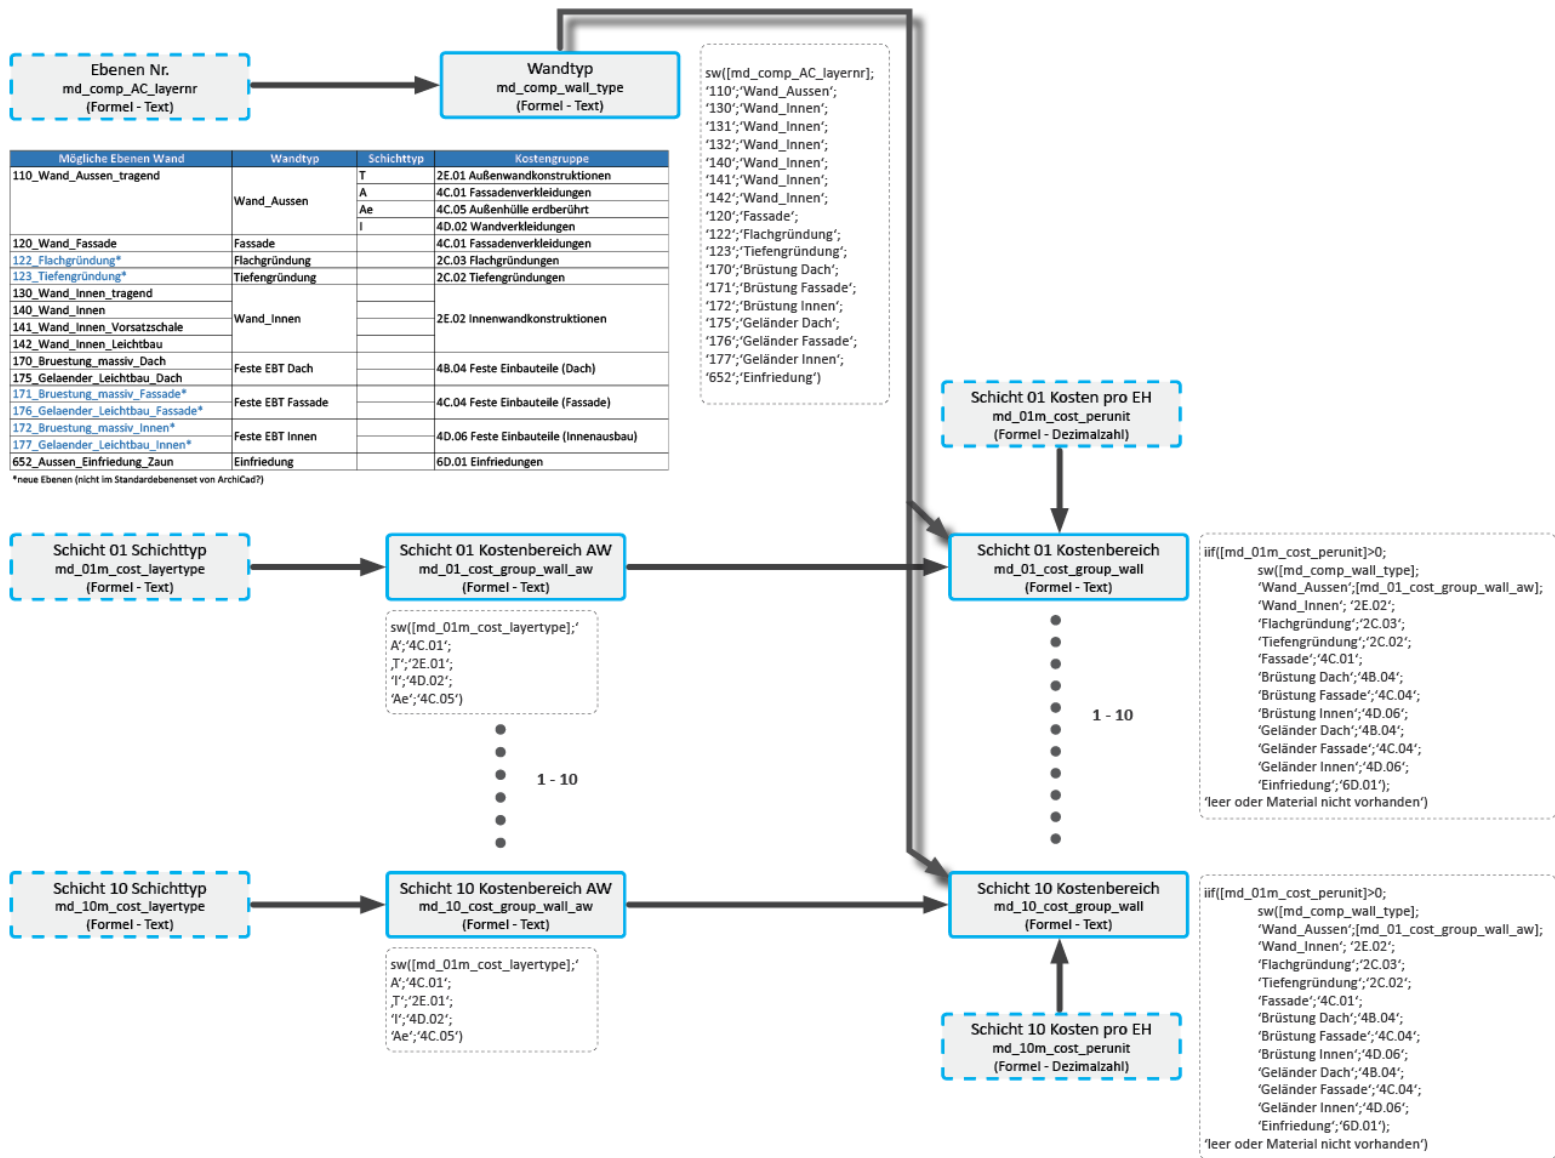 Ebenen Nr.
md_comp_AC_layernr
(Formel - Text)
Wandtyp
md_comp_wall_type
(Formel - Text)
sw([md_comp_AC_layernr];
‘110‘;‘Wand_Aussen‘;
‘130‘;‘Wand_Innen‘;
‘131‘;‘Wand_Innen‘;
‘132‘;‘Wand_Innen‘;
‘140‘;‘Wand_Innen‘;
‘141‘;‘Wand_Innen‘;
‘142‘;‘Wand_Innen‘;
‘120‘;‘Fassade‘;
‘122‘;‘Flachgründung‘;
‘123‘;‘Tiefengründung‘;
‘170‘;‘Brüstung Dach‘;
‘171‘;‘Brüstung Fassade‘;
‘172‘;‘Brüstung Innen‘;
‘175‘;‘Geländer Dach‘;
‘176‘;‘Geländer Fassade‘;
‘177‘;‘Geländer Innen‘;
‘652‘;‘Einfriedung‘)
Mögliche Ebenen Wand Wandtyp Schichttyp Kostengruppe
110_Wand_Aussen_tragend Wand_Aussen T 2E.01 Außenwandkonstruktionen
A 4C.01 Fassadenverkleidungen
Ae 4C.05 Außenhülle erdberührt
I 4D.02 Wandverkleidungen
120_Wand_Fassade Fassade 4C.01 Fassadenverkleidungen
122_Flachgründung* Flachgründung 2C.03 Flachgründungen
123_Tiefengründung* Tiefengründung 2C.02 Tiefengründungen
130_Wand_Innen_tragend Wand_Innen 2E.02 Innenwandkonstruktionen
140_Wand_Innen
141_Wand_Innen_Vorsatzschale
142_Wand_Innen_Leichtbau
170_Bruestung_massiv_Dach Feste EBT Dach 4B.04 Feste Einbauteile (Dach)
175_Gelaender_Leichtbau_Dach
171_Bruestung_massiv_Fassade* Feste EBT Fassade 4C.04 Feste Einbauteile (Fassade)
176_Gelaender_Leichtbau_Fassade*
172_Bruestung_massiv_Innen* Feste EBT Innen 4D.06 Feste Einbauteile (Innenausbau)
177_Gelaender_Leichtbau_Innen*
652_Aussen_Einfriedung_Zaun Einfriedung 6D.01 Einfriedungen
*neue Ebenen (nicht im Standardebenenset von ArchiCad?)
Schicht 01 Kosten pro EH
md_01m_cost_perunit
(Formel - Dezimalzahl)
Schicht 01 Schichttyp
md_01m_cost_layertype
(Formel - Text)
Schicht 01 Kostenbereich AW
md_01_cost_group_wall_aw
(Formel - Text)
Schicht 01 Kostenbereich
md_01_cost_group_wall
(Formel - Text)
sw([md_01m_cost_layertype];‘
A‘;‘4C.01‘;
‚T‘;‘2E.01‘;
‘I‘;‘4D.02‘;
‘Ae‘;‘4C.05‘)
iif([md_01m_cost_perunit]>0;
sw([md_comp_wall_type];
‘Wand_Aussen‘;[md_01_cost_group_wall_aw];
‘Wand_Innen‘; ‘2E.02‘;
‘Flachgründung‘;‘2C.03‘;
‘Tiefengründung‘;‘2C.02‘;
‘Fassade‘;‘4C.01‘;
‘Brüstung Dach‘;‘4B.04‘;
‘Brüstung Fassade‘;‘4C.04‘;
‘Brüstung Innen‘;‘4D.06‘;
‘Geländer Dach‘;‘4B.04‘;
‘Geländer Fassade‘;‘4C.04‘;
‘Geländer Innen‘;‘4D.06‘;
‘Einfriedung‘;‘6D.01‘);
‘leer oder Material nicht vorhanden‘)
1 - 10
1 - 10
Schicht 10 Schichttyp
md_10m_cost_layertype
(Formel - Text)
Schicht 10 Kostenbereich AW
md_10_cost_group_wall_aw
(Formel - Text)
Schicht 10 Kostenbereich
md_10_cost_group_wall
(Formel - Text)
sw([md_01m_cost_layertype];‘
A‘;‘4C.01‘;
‚T‘;‘2E.01‘;
‘I‘;‘4D.02‘;
‘Ae‘;‘4C.05‘)
Schicht 10 Kosten pro EH
md_10m_cost_perunit
(Formel - Dezimalzahl)
iif([md_01m_cost_perunit]>0;
sw([md_comp_wall_type];
‘Wand_Aussen‘;[md_01_cost_group_wall_aw];
‘Wand_Innen‘; ‘2E.02‘;
‘Flachgründung‘;‘2C.03‘;
‘Tiefengründung‘;‘2C.02‘;
‘Fassade‘;‘4C.01‘;
‘Brüstung Dach‘;‘4B.04‘;
‘Brüstung Fassade‘;‘4C.04‘;
‘Brüstung Innen‘;‘4D.06‘;
‘Geländer Dach‘;‘4B.04‘;
‘Geländer Fassade‘;‘4C.04‘;
‘Geländer Innen‘;‘4D.06‘;
‘Einfriedung‘;‘6D.01‘);
‘leer oder Material nicht vorhanden‘)